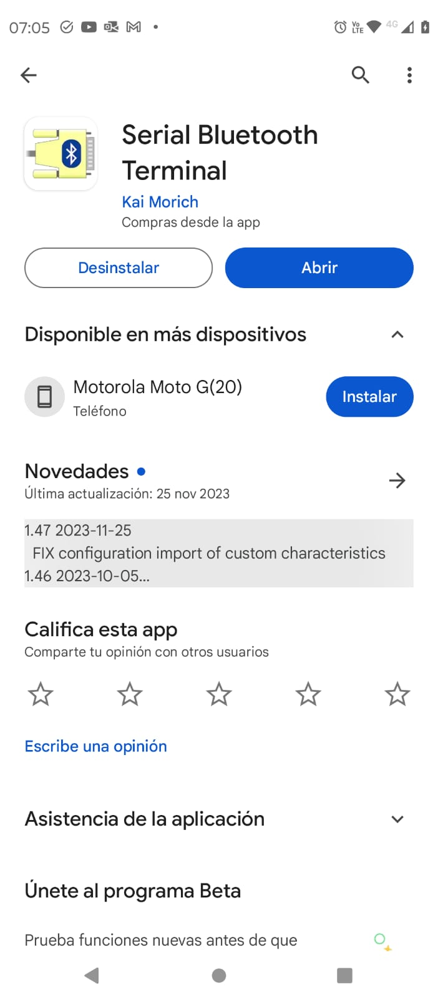 07:05
Vo
LTE
4G
Serial Bluetooth
Terminal
Kai Morich
Compras desde la app
Desinstalar
Abrir
Disponible en más dispositivos
Motorola Moto G(20)
Teléfono
Instalar
Novedades
Última actualización: 25 nov 2023
1.47 2023-11-25
FIX configuration import of custom characteristics
1.46 2023-10-05...
Califica esta app
Comparte tu opinión con otros usuarios
Escribe una opinión
Asistencia de la aplicación
Únete al programa Beta
Prueba funciones nuevas antes de que